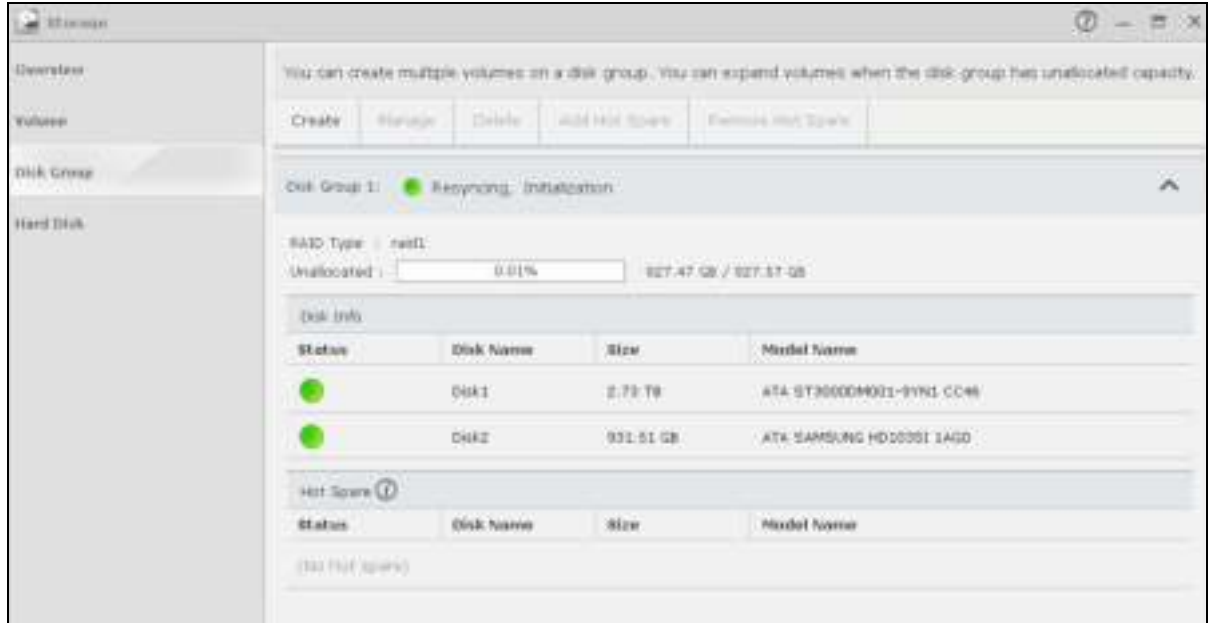 Storage
Overview
Volume
Disk Group
Hard Disk
You can create multiple volumes on a disk group. You can expand volumes when the disk group has unallocated capacity.
Create Manage Delete Add Hot Spare Remove Hot Spare
Disk Group 1: Resyncing, Initialization
RAID Type : raid1
Unallocated : 0.01% 927.47 GB / 927.57 GB
Disk Info
Status Disk Name Size Model Name
Disk1 2.73 TB ATA ST3000DM001-9YN1 CC46
Disk2 931.51 GB ATA SAMSUNG HD103SI 1AG0
Hot Spare
Status Disk Name Size Model Name
(No Hot spare)